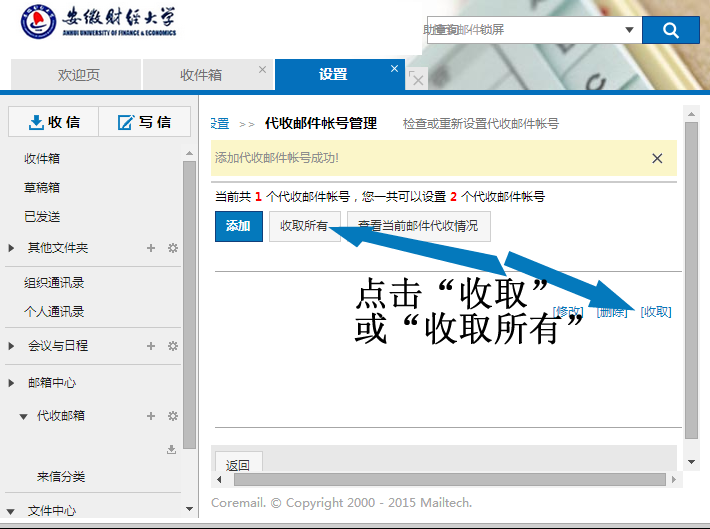 安徽财经大学
ANHUI UNIVERSITY OF FINANCE & ECONOMICS
锁屏
欢迎页
收件箱
设置
收信
写信
收件箱
草稿箱
已发送
其他文件夹
组织通讯录
个人通讯录
会议与日程
邮箱中心
代收邮箱
来信分类
文件中心
设置 >> 代收邮件帐号管理 检查或重新设置代收邮件帐号
添加代收邮件帐号成功!
当前共 1 个代收邮件帐号，您一共可以设置 2 个代收邮件帐号
添加
收取所有
查看当前邮件代收情况
点击“收取”
或“收取所有”
[修改] [删除] [收取]
返回
Coremail. © Copyright 2000 - 2015 Mailtech.